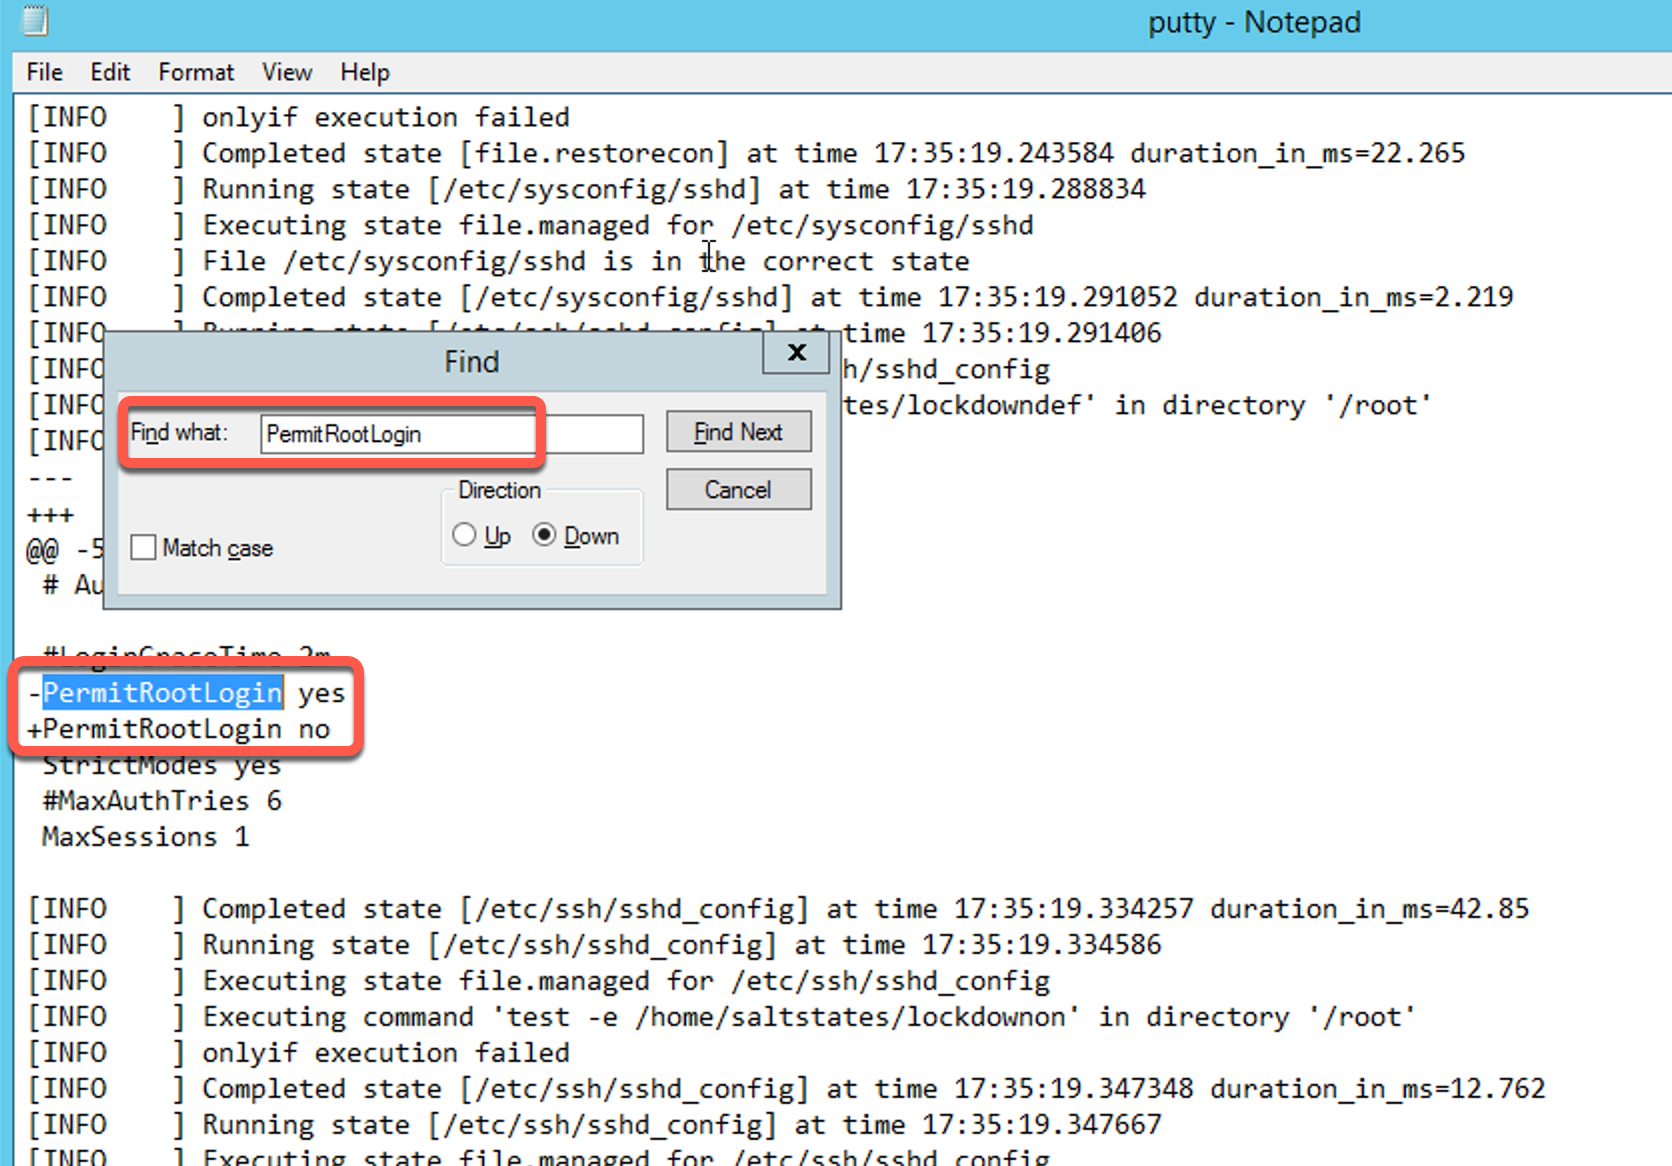 putty - Notepad
File Edit Format View Help
[INFO    ] onlyif execution failed
[INFO    ] Completed state [file.restorecon] at time 17:35:19.243584 duration_in_ms=22.265
[INFO    ] Running state [/etc/sysconfig/sshd] at time 17:35:19.288834
[INFO    ] Executing state file.managed for /etc/sysconfig/sshd
[INFO    ] File /etc/sysconfig/sshd is in the correct state
[INFO    ] Completed state [/etc/sysconfig/sshd] at time 17:35:19.291052 duration_in_ms=2.219
[INFO    ] Running state [/etc/ssh/sshd_config] at time 17:35:19.291406
[INFO h/sshd_config
[INFO tes/lockdowndef' in directory '/root'
[INFO
---
+++
@@ -5
# Au
Find
X
Find what: PermitRootLogin
Find Next
Cancel
Direction
Up Down
Match case
#LoginGraceTime 2m
-PermitRootLogin yes
+PermitRootLogin no
StrictModes yes
#MaxAuthTries 6
MaxSessions 1
[INFO    ] Completed state [/etc/ssh/sshd_config] at time 17:35:19.334257 duration_in_ms=42.85
[INFO    ] Running state [/etc/ssh/sshd_config] at time 17:35:19.334586
[INFO    ] Executing state file.managed for /etc/ssh/sshd_config
[INFO    ] Executing command 'test -e /home/saltstates/lockdownon' in directory '/root'
[INFO    ] onlyif execution failed
[INFO    ] Completed state [/etc/ssh/sshd_config] at time 17:35:19.347348 duration_in_ms=12.762
[INFO    ] Running state [/etc/ssh/sshd_config] at time 17:35:19.347667
[INFO    ] Executing state file.managed for /etc/ssh/sshd_config